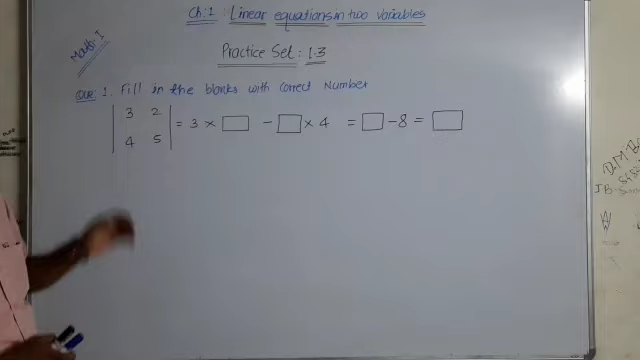 Ch:1 : Linear equations in two variables
Math-I
Practice Set : 1.3
Que: 1. Fill in the blanks with Correct Number
3 2
4 5
= 3 × □ - □ × 4 = □ - 8 = □